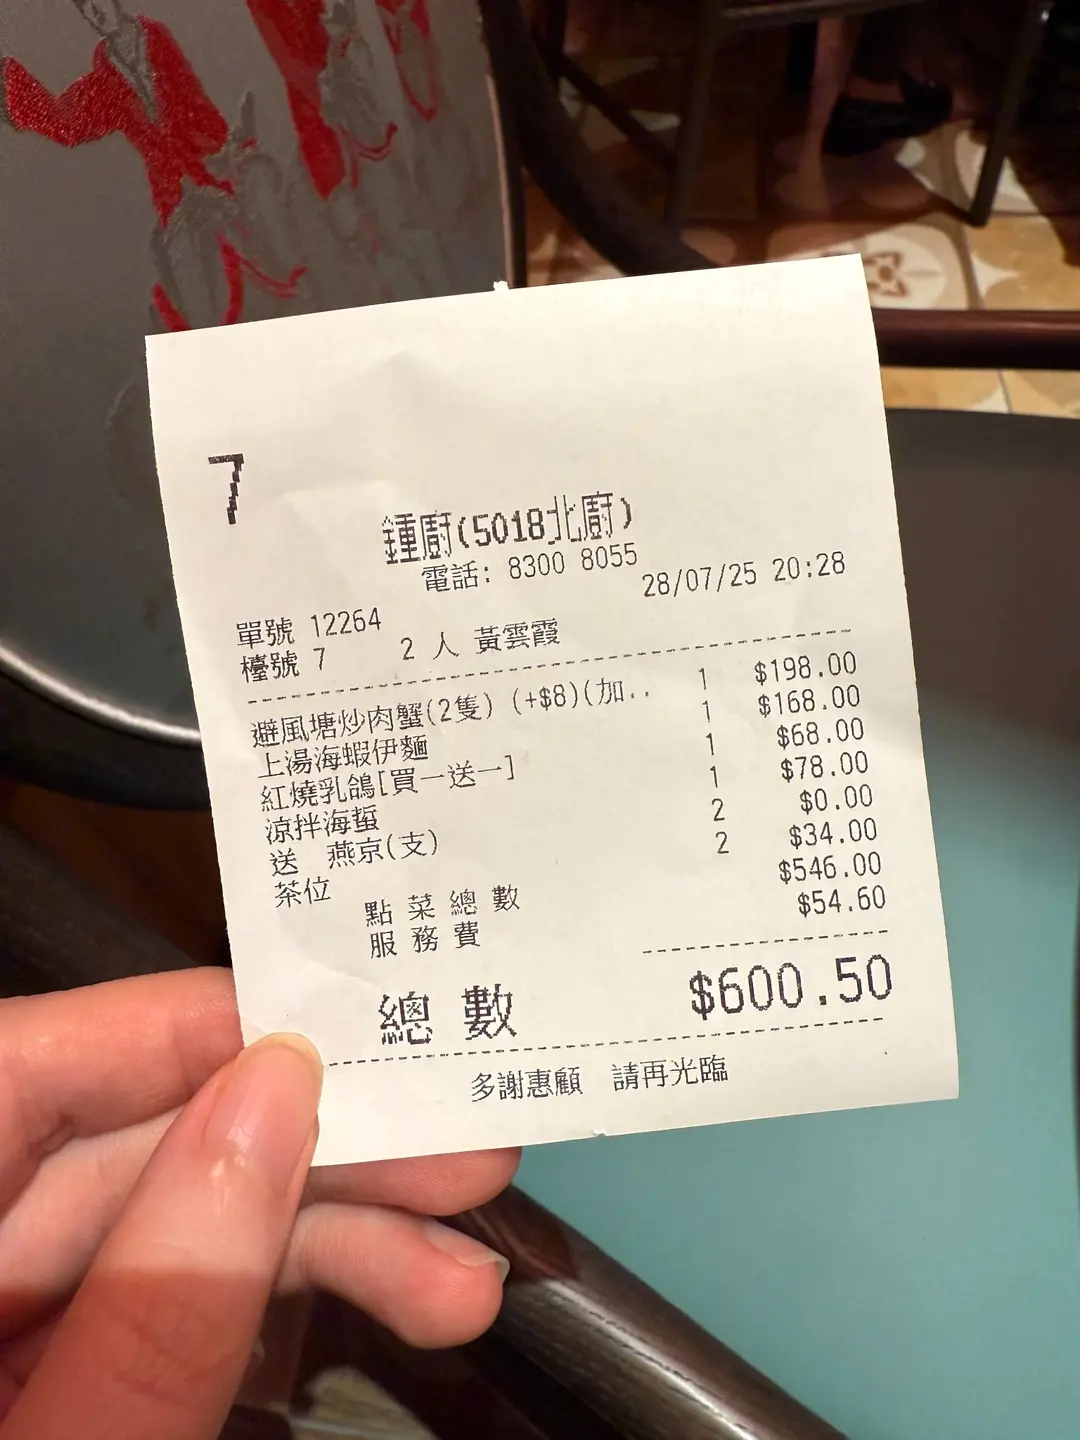 7
鍾廚(5018北廚)
電話: 8300 8055
28/07/25 20:28
單號 12264
檯號 7 2 人 黃雲霞
避風塘炒肉蟹(2隻) (+$8)(加.. 1 $198.00
上湯海蝦伊麵 1 $168.00
紅燒乳鴿[買一送一] 1 $68.00
涼拌海蜇 1 $78.00
送 燕京(支) 2 $0.00
茶位 2 $34.00
點菜總數 $546.00
服務費 $54.60
總數 $600.50
多謝惠顧 請再光臨